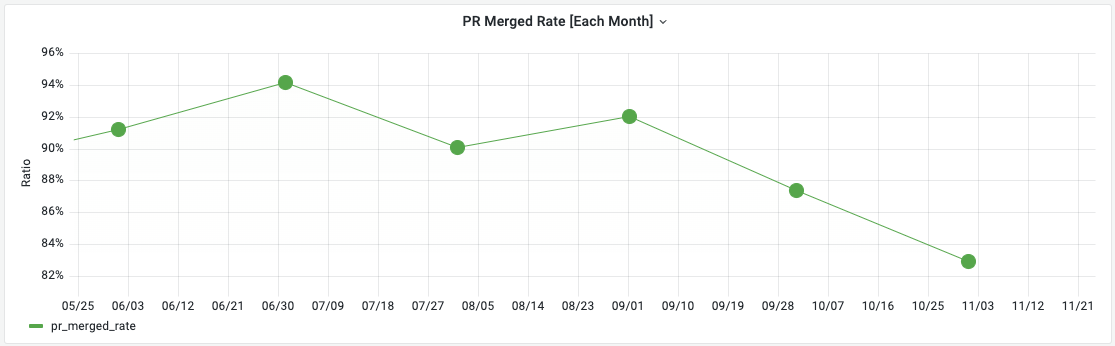 PR Merged Rate [Each Month]
96%
94%
92%
90%
88%
86%
84%
82%
Ratio
05/25 06/03 06/12 06/21 06/30 07/09 07/18 07/27 08/05 08/14 08/23 09/01 09/10 09/19 09/28 10/07 10/16 10/25 11/03 11/12 11/21
pr_merged_rate